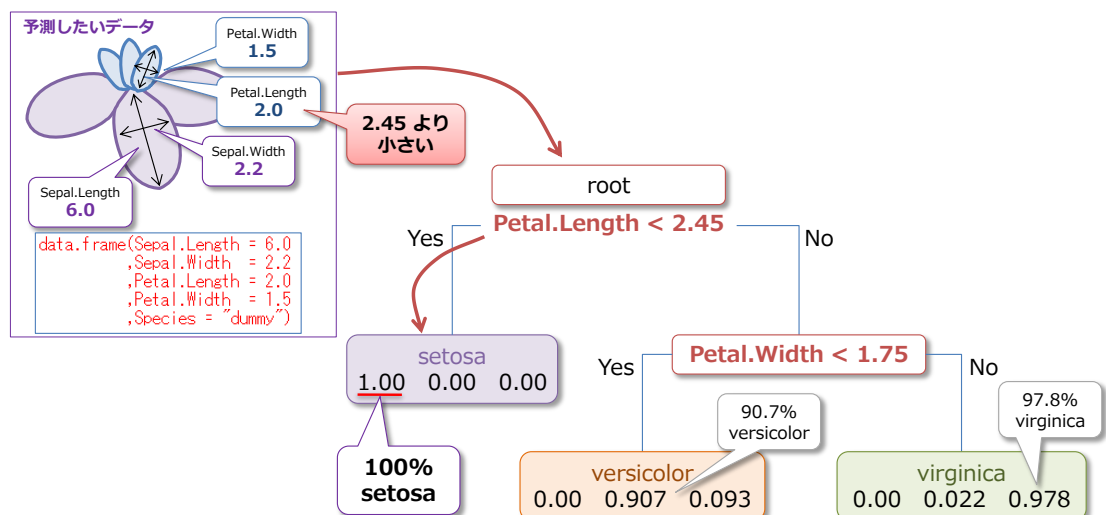 予測したいデータ
Petal.Width
1.5
Petal.Length
2.0
2.45 より
小さい
Sepal.Width
2.2
Sepal.Length
6.0
data.frame(Sepal.Length = 6.0
,Sepal.Width = 2.2
,Petal.Length = 2.0
,Petal.Width = 1.5
,Species = "dummy")
root
Petal.Length < 2.45
Yes
No
setosa
1.00 0.00 0.00
100%
setosa
Petal.Width < 1.75
Yes
No
90.7%
versicolor
97.8%
virginica
versicolor
0.00 0.907 0.093
virginica
0.00 0.022 0.978